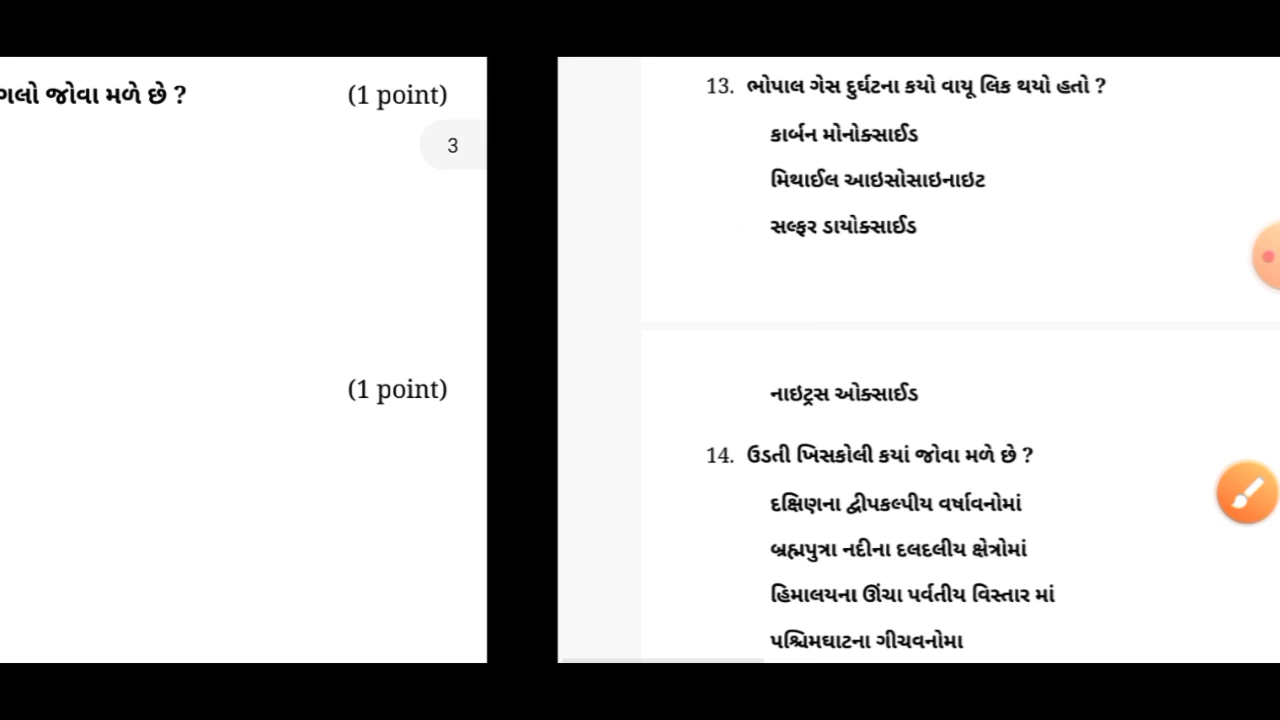 ગલો જોવા મળે છે ? (1 point)
3
(1 point)
13. ભોપાલ ગેસ દુર્ઘટના કયો વાયૂ લિક થયો હતો ?
કાર્બન મોનોક્સાઈડ
મિથાઈલ આઇસોસાઇનાઇટ
સલ્ફર ડાયોક્સાઈડ
નાઇટ્રસ ઓક્સાઈડ
14. ઉડતી ખિસકોલી કયાં જોવા મળે છે ?
દક્ષિણના દ્વીપકલ્પીય વર્ષાવનોમાં
બ્રહ્મપુત્રા નદીના દલદલીય ક્ષેત્રોમાં
હિમાલયના ઊંચા પર્વતીય વિસ્તાર માં
પશ્ચિમઘાટના ગીચવનોમા